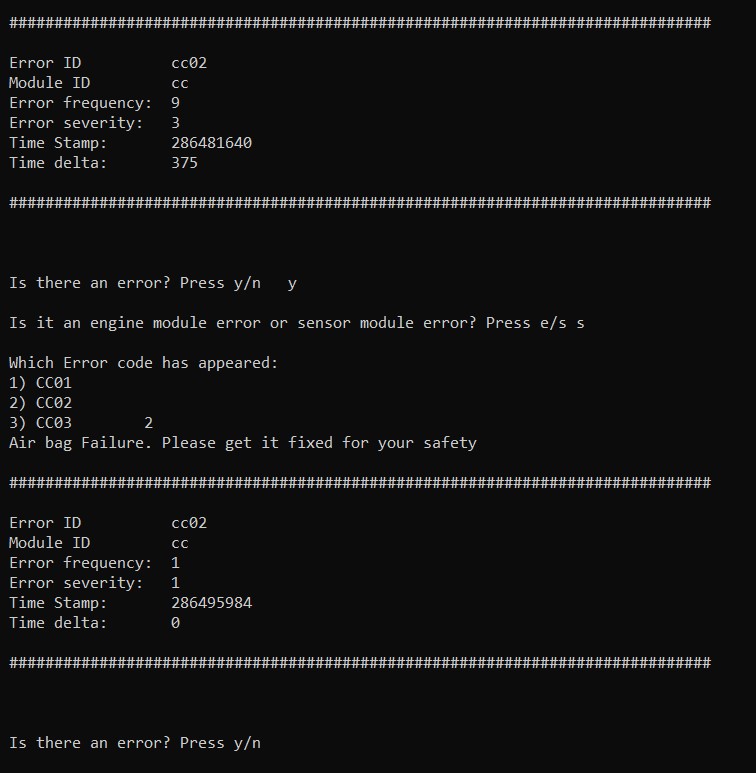 ##############################################################################
Error ID          cc02
Module ID         cc
Error frequency:  9
Error severity:   3
Time Stamp:       286481640
Time delta:       375
##############################################################################
Is there an error? Press y/n   y
Is it an engine module error or sensor module error? Press e/s s
Which Error code has appeared:
1) CC01
2) CC02
3) CC03        2
Air bag Failure. Please get it fixed for your safety
##############################################################################
Error ID          cc02
Module ID         cc
Error frequency:  1
Error severity:   1
Time Stamp:       286495984
Time delta:       0
##############################################################################
Is there an error? Press y/n